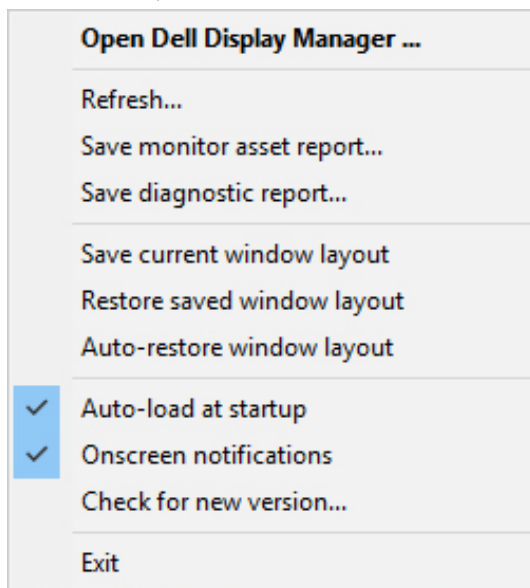 Open Dell Display Manager ...
Refresh...
Save monitor asset report...
Save diagnostic report...
Save current window layout
Restore saved window layout
Auto-restore window layout
Auto-load at startup
Onscreen notifications
Check for new version...
Exit